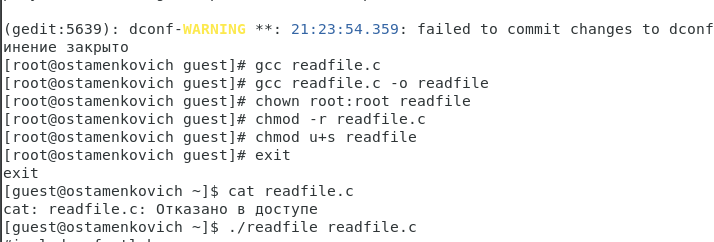 (gedit:5639): dconf-WARNING **: 21:23:54.359: failed to commit changes to dconf
инение закрыто
[root@ostamenkovich guest]# gcc readfile.c
[root@ostamenkovich guest]# gcc readfile.c -o readfile
[root@ostamenkovich guest]# chown root:root readfile
[root@ostamenkovich guest]# chmod -r readfile.c
[root@ostamenkovich guest]# chmod u+s readfile
[root@ostamenkovich guest]# exit
exit
[guest@ostamenkovich ~]$ cat readfile.c
cat: readfile.c: Отказано в доступе
[guest@ostamenkovich ~]$ ./readfile readfile.c